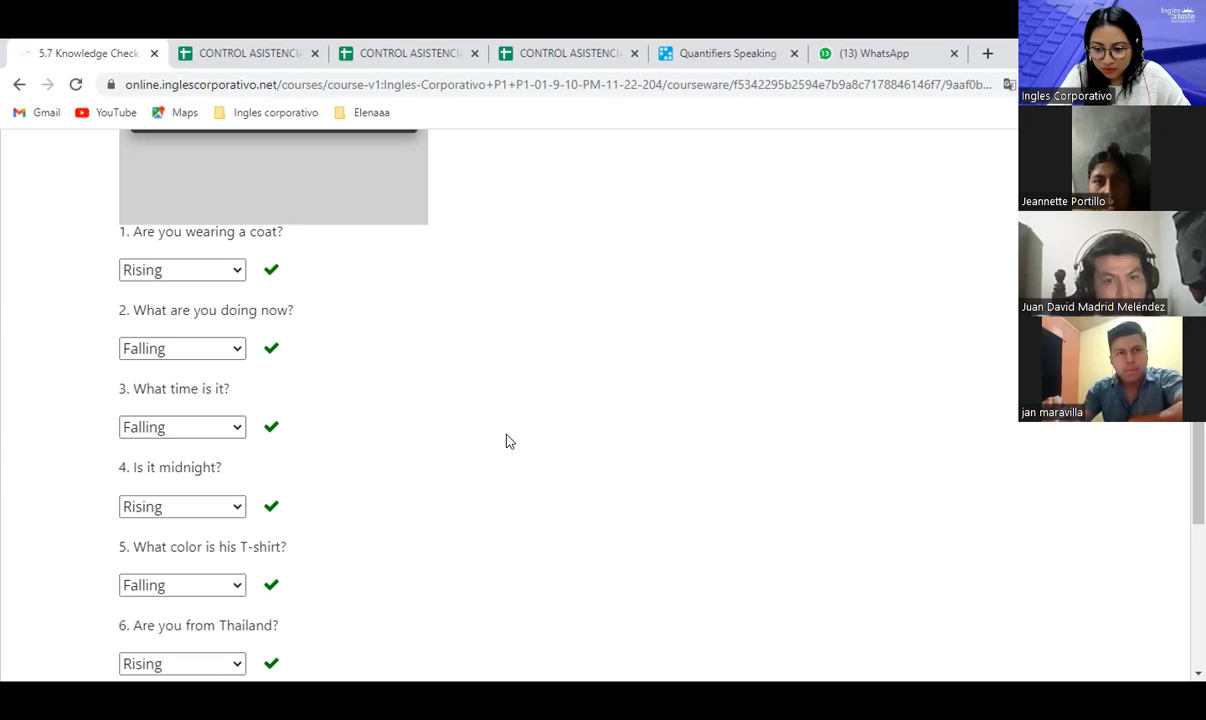 5.7 Knowledge Check
CONTROL ASISTENCIA
CONTROL ASISTENCIA
CONTROL ASISTENCIA
Quantifiers Speaking
(13) WhatsApp
online.inglescorporativo.net/courses/course-v1:Ingles-Corporativo+P1+P1-01-9-10-PM-11-22-204/courseware/f5342295b2594e7b9a8c7178846146f7/9aaf0b...
Gmail
YouTube
Maps
Ingles corporativo
Elenaaa
1. Are you wearing a coat?
Rising
2. What are you doing now?
Falling
3. What time is it?
Falling
4. Is it midnight?
Rising
5. What color is his T-shirt?
Falling
6. Are you from Thailand?
Rising
Ingles Corporativo
Jeannette Portillo
Juan David Madrid Meléndez
jan maravilla